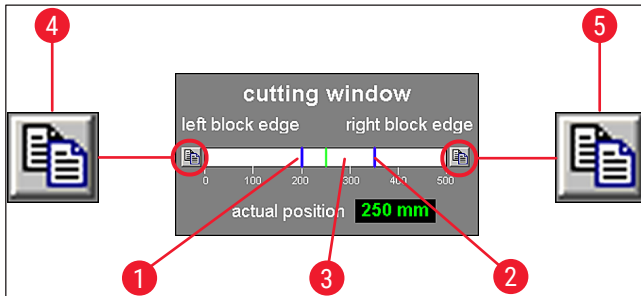 4
5
cutting window
left block edge right block edge
0 100 200 300 400 500
actual position 250 mm
1
3
2